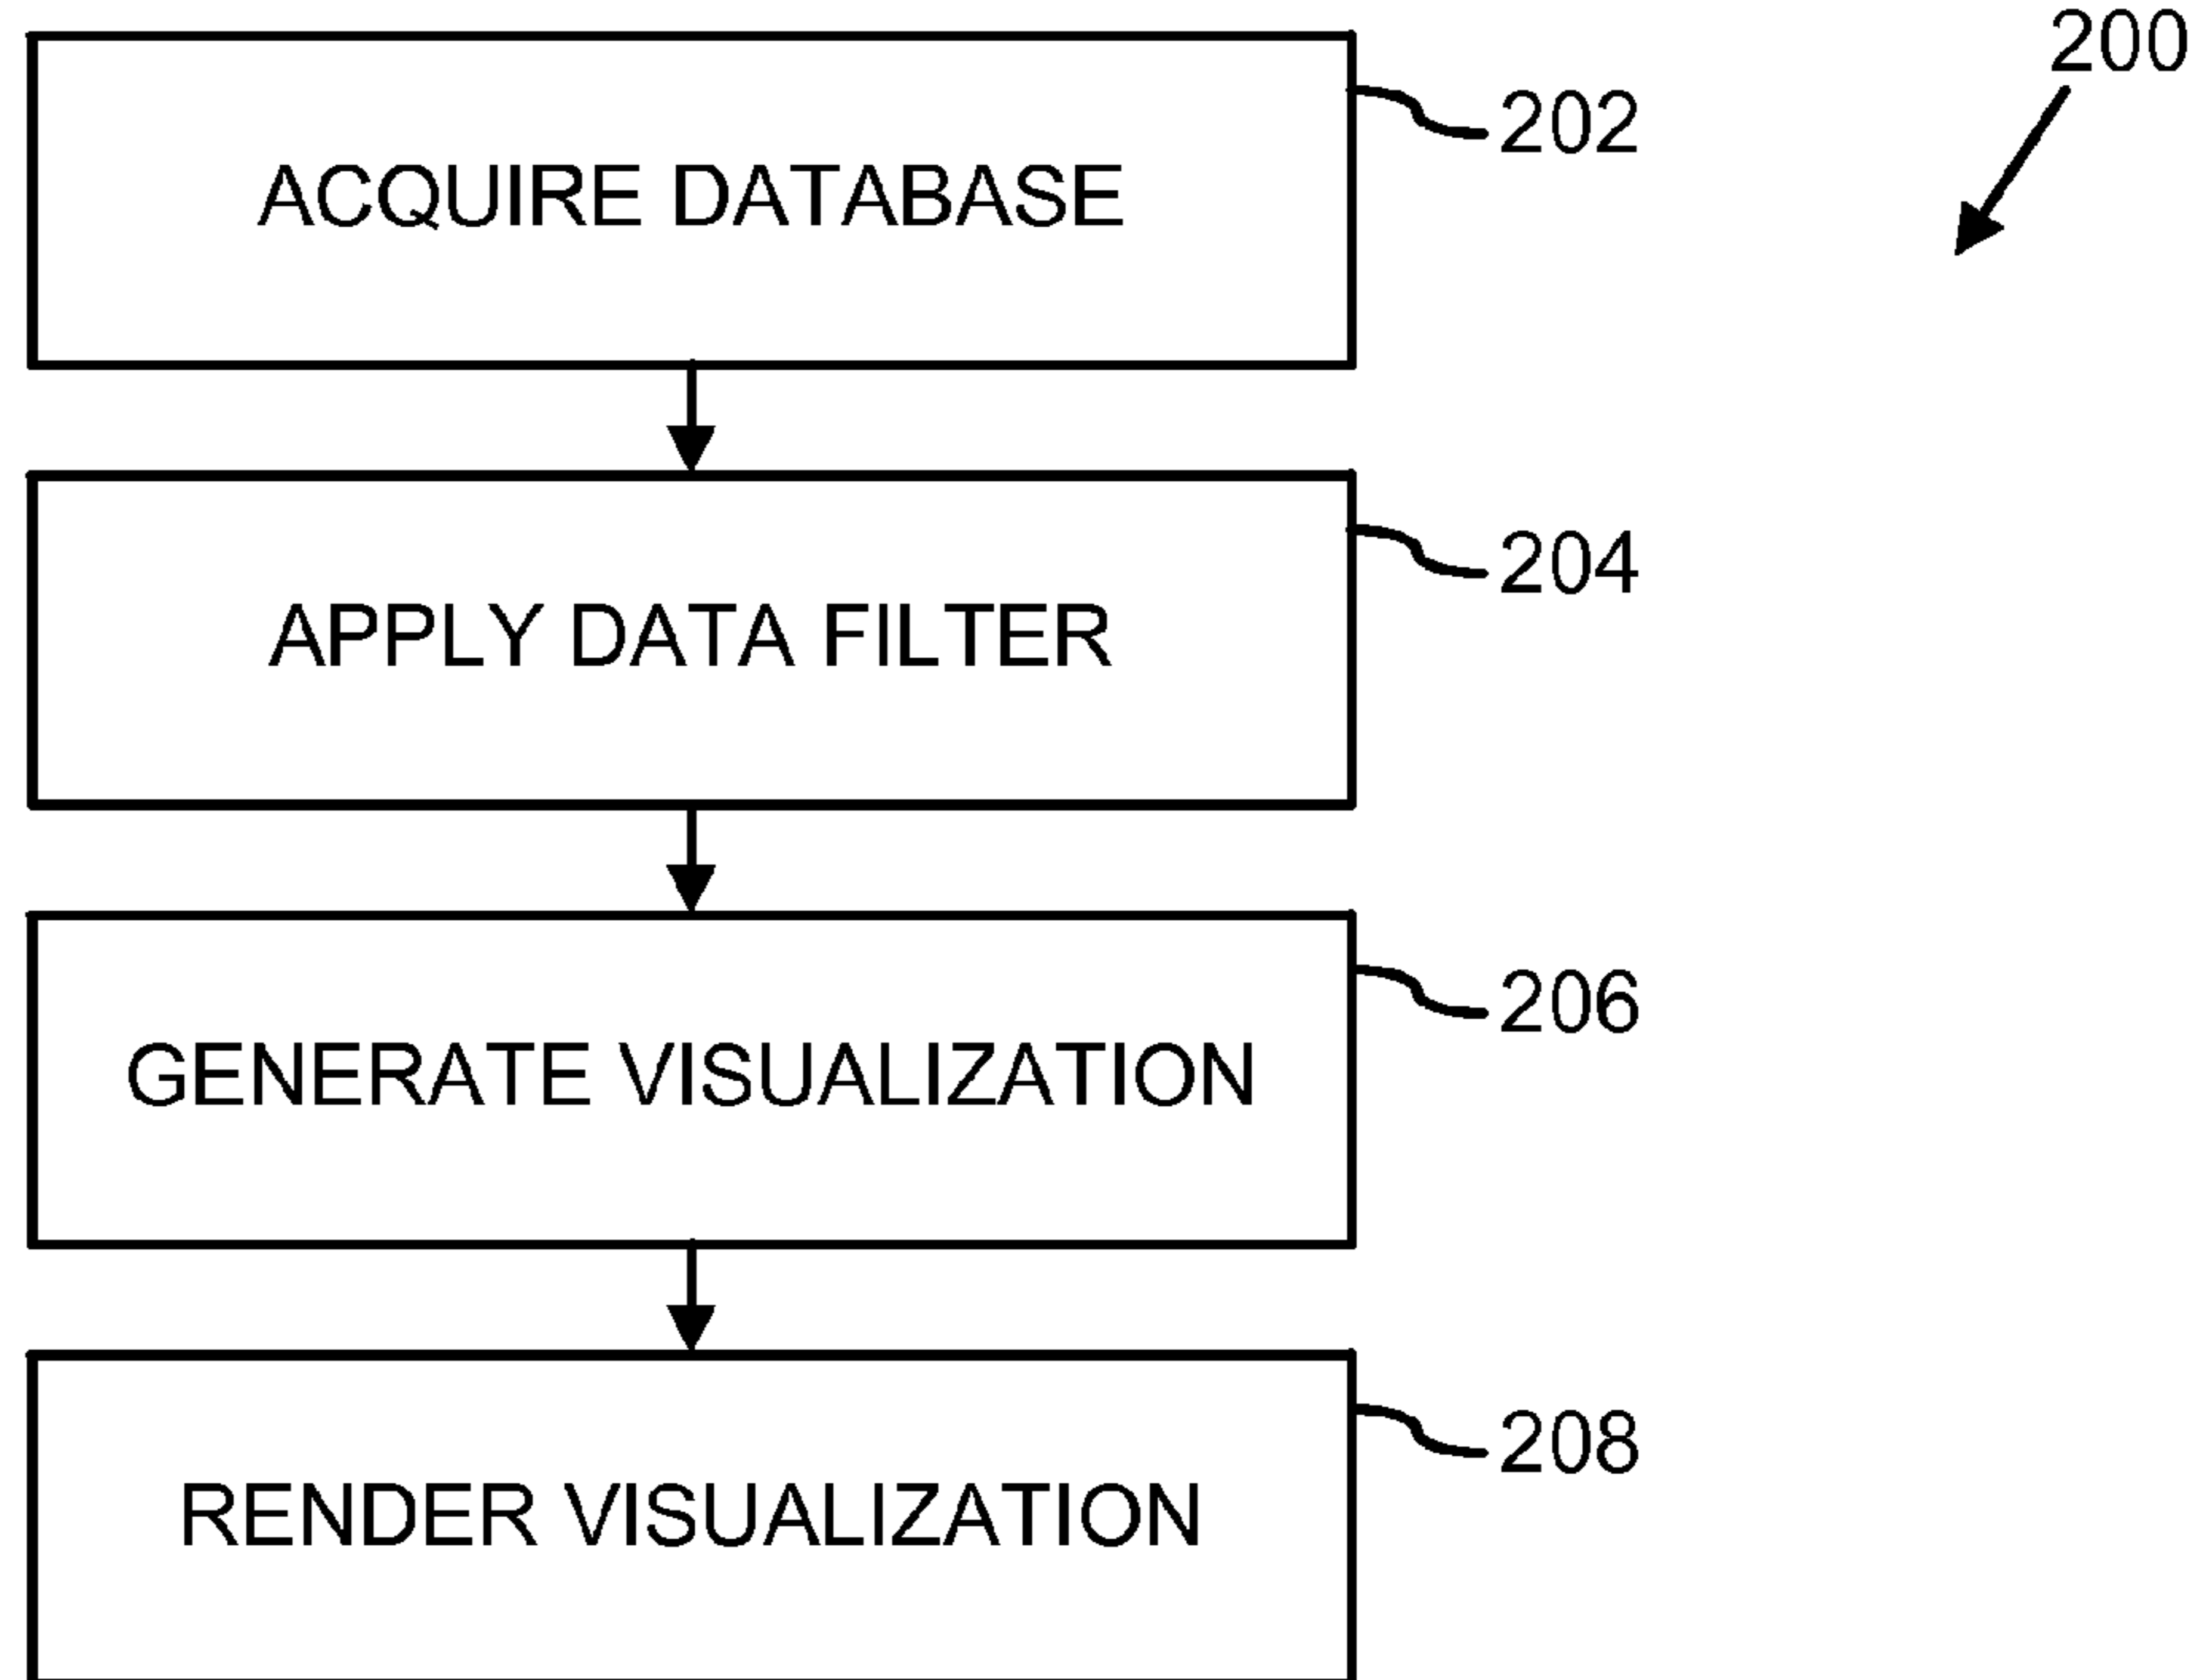 200
202
ACQUIRE DATABASE
204
APPLY DATA FILTER
206
GENERATE VISUALIZATION
208
RENDER VISUALIZATION